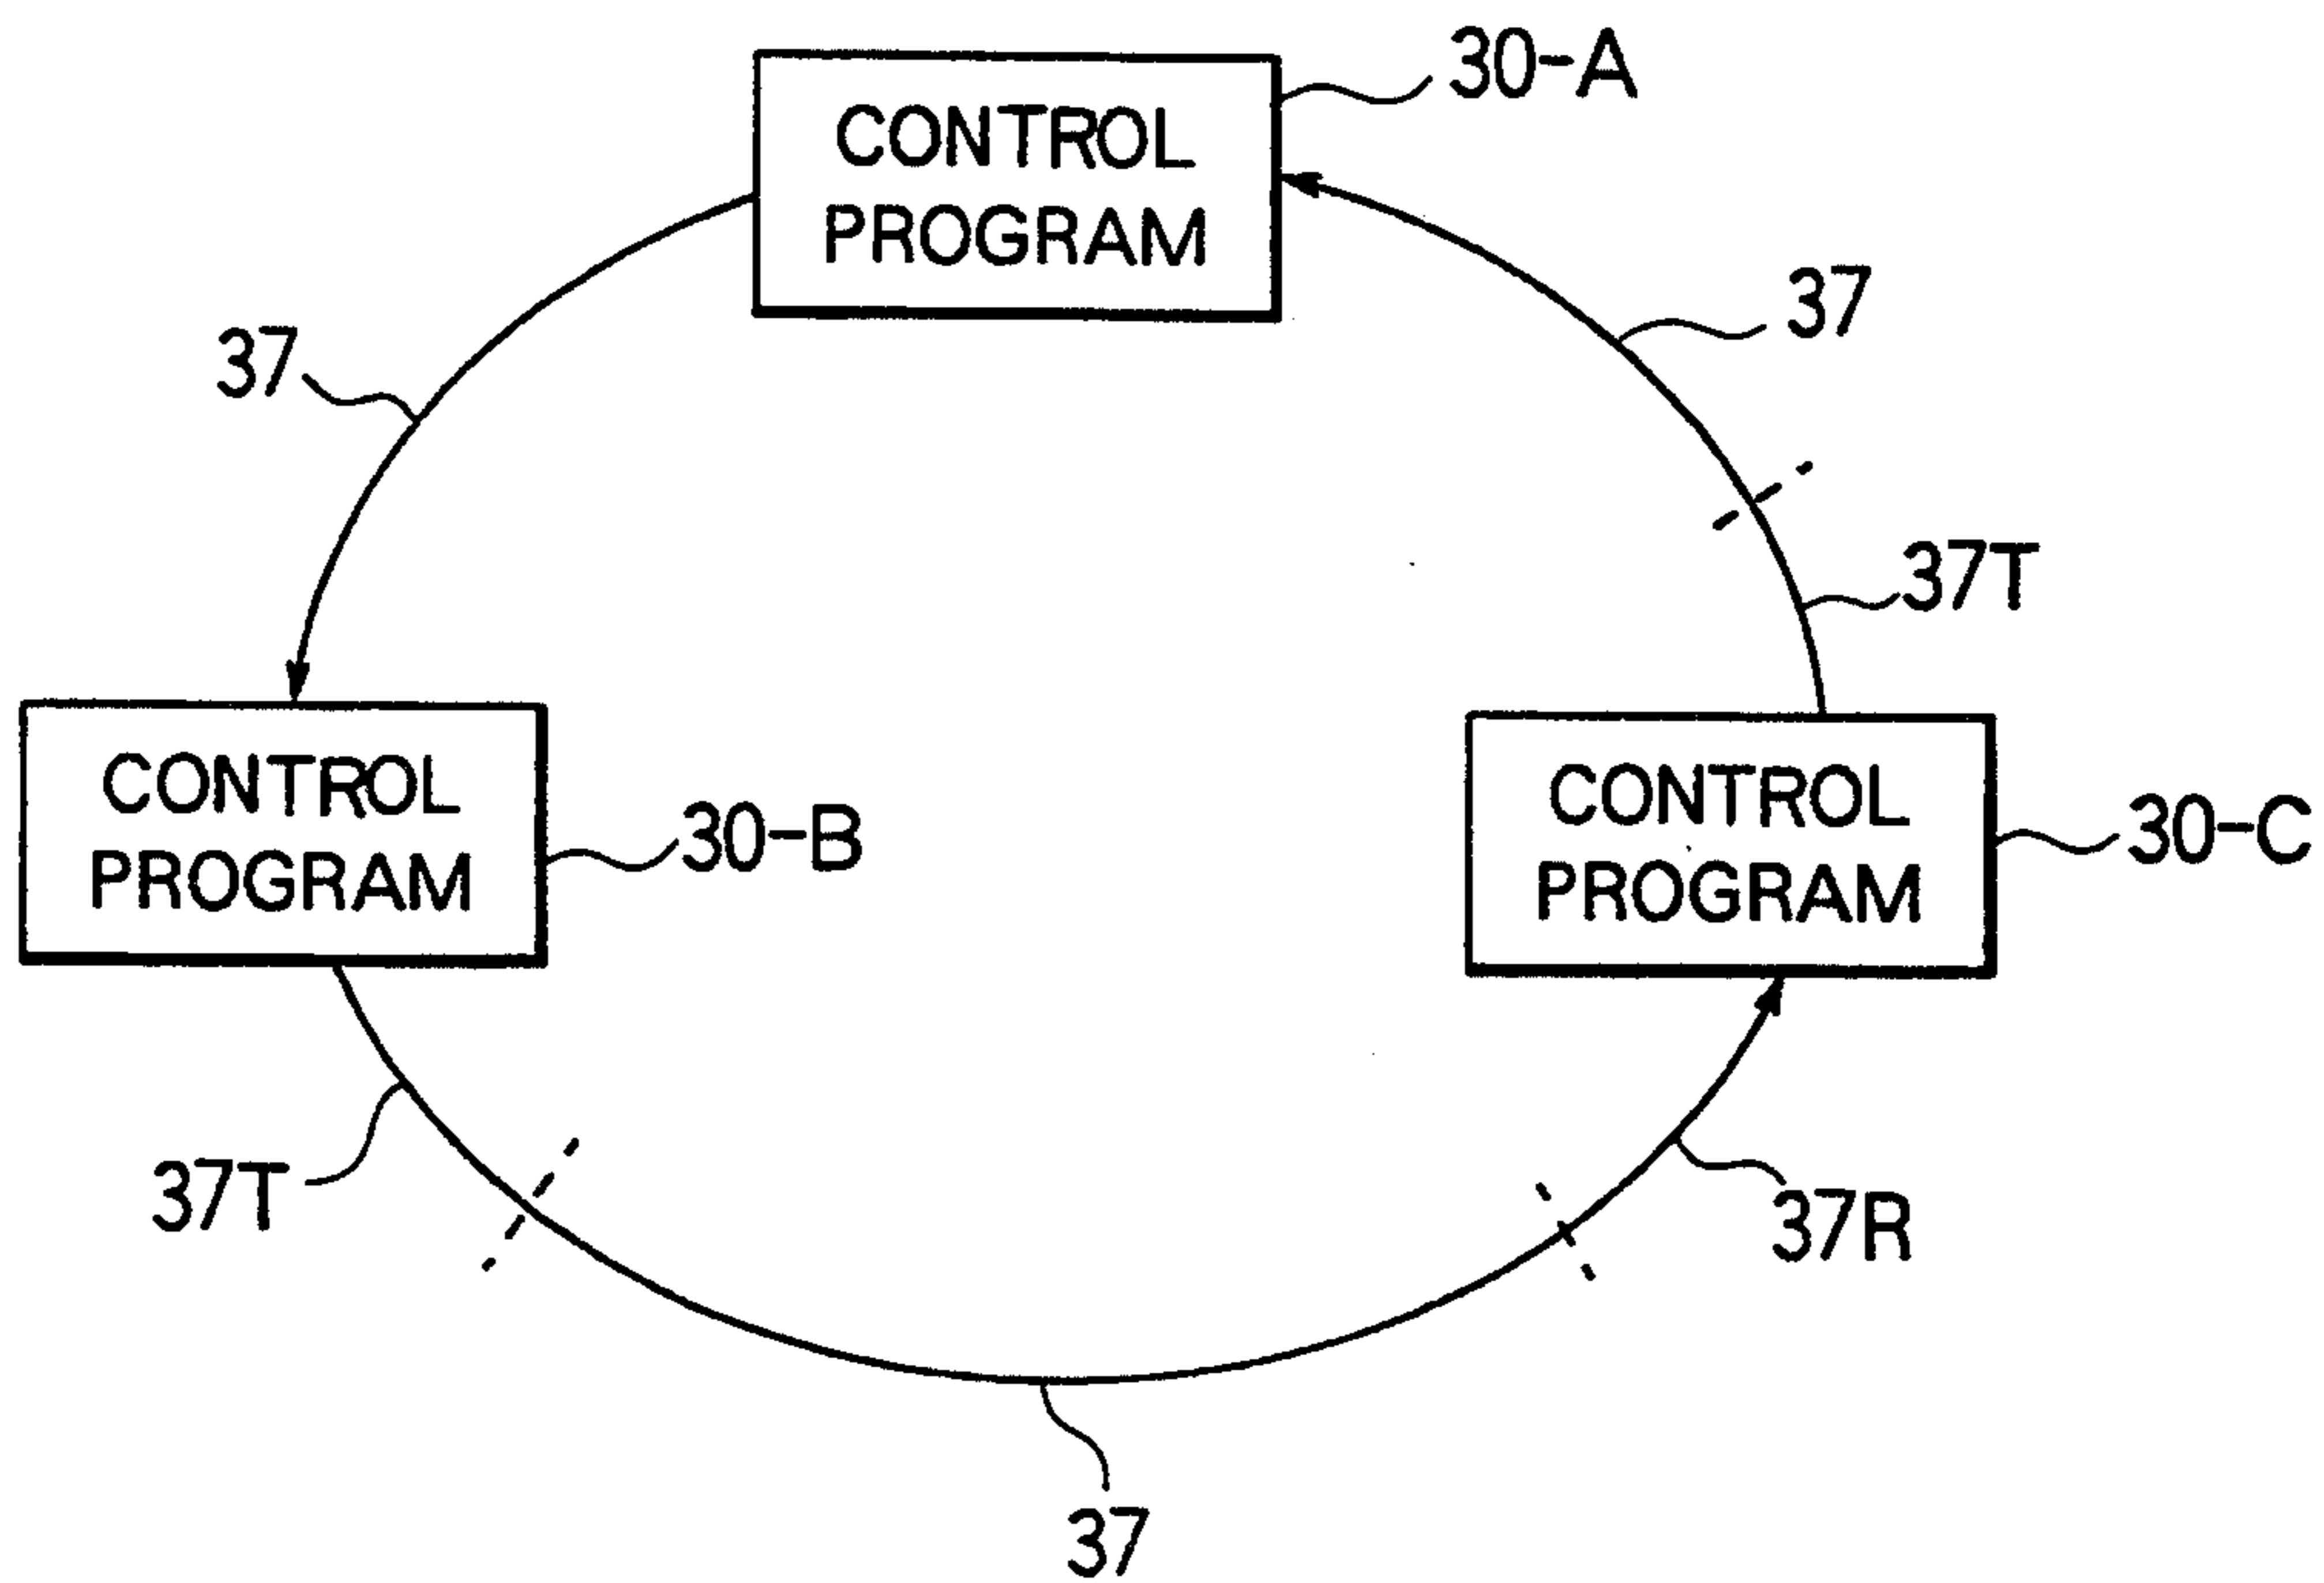 30-A
CONTROL
PROGRAM
37
37
37T
CONTROL
PROGRAM
30-B
CONTROL
PROGRAM
30-C
37T
37R
37